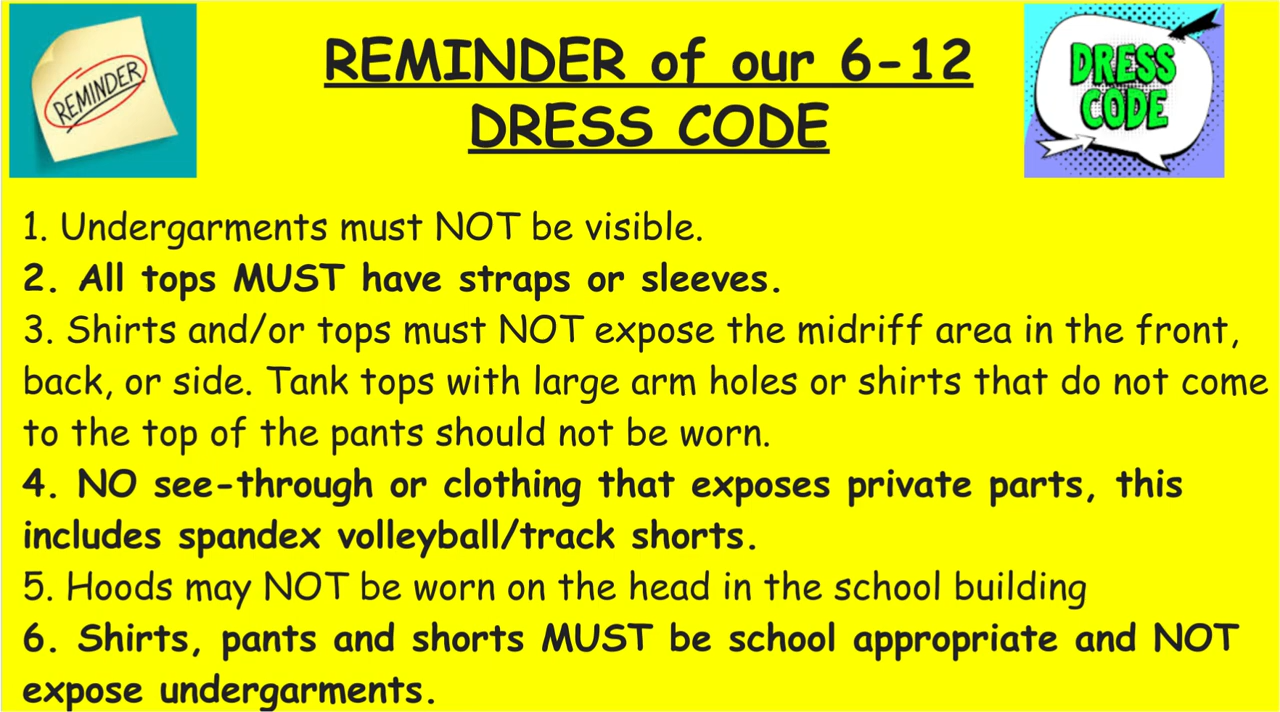 REMINDER
REMINDER of our 6-12
DRESS CODE
DRESS
CODE
1. Undergarments must NOT be visible.
2. All tops MUST have straps or sleeves.
3. Shirts and/or tops must NOT expose the midriff area in the front,
back, or side. Tank tops with large arm holes or shirts that do not come
to the top of the pants should not be worn.
4. NO see-through or clothing that exposes private parts, this
includes spandex volleyball/track shorts.
5. Hoods may NOT be worn on the head in the school building
6. Shirts, pants and shorts MUST be school appropriate and NOT
expose undergarments.